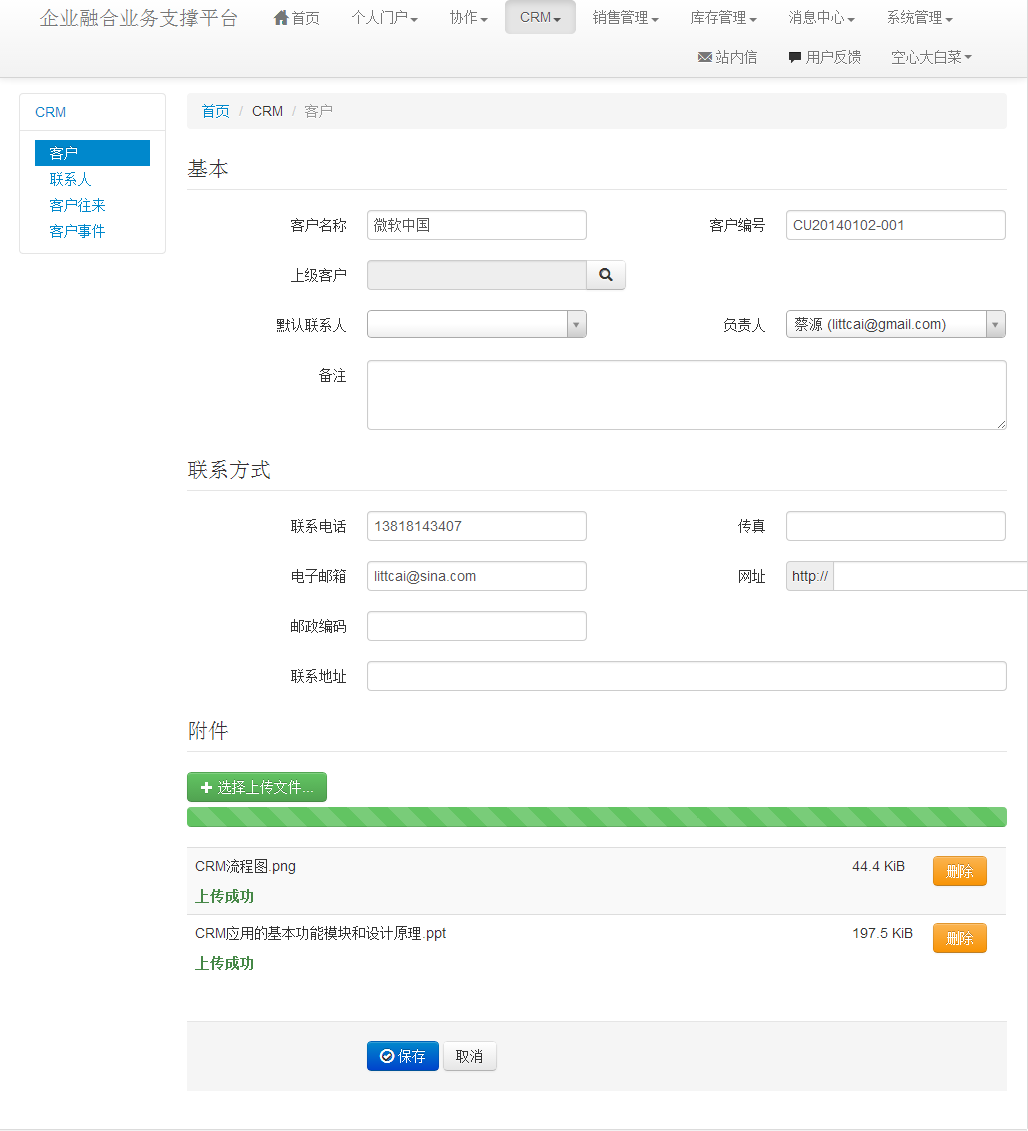 企业融合业务支撑平台 首页 个人门户 协作 CRM 销售管理 库存管理 消息中心 系统管理
站内信 用户反馈 空心大白菜
CRM
客户
联系人
客户往来
客户事件
首页 / CRM / 客户
基本
客户名称 微软中国 客户编号 CU20140102-001
上级客户
默认联系人 负责人 蔡源 (littcai@gmail.com)
备注
联系方式
联系电话 13818143407 传真
电子邮箱 littcai@sina.com 网址 http://
邮政编码
联系地址
附件
选择上传文件...
CRM流程图.png 44.4 KiB 删除
上传成功
CRM应用的基本功能模块和设计原理.ppt 197.5 KiB 删除
上传成功
保存 取消